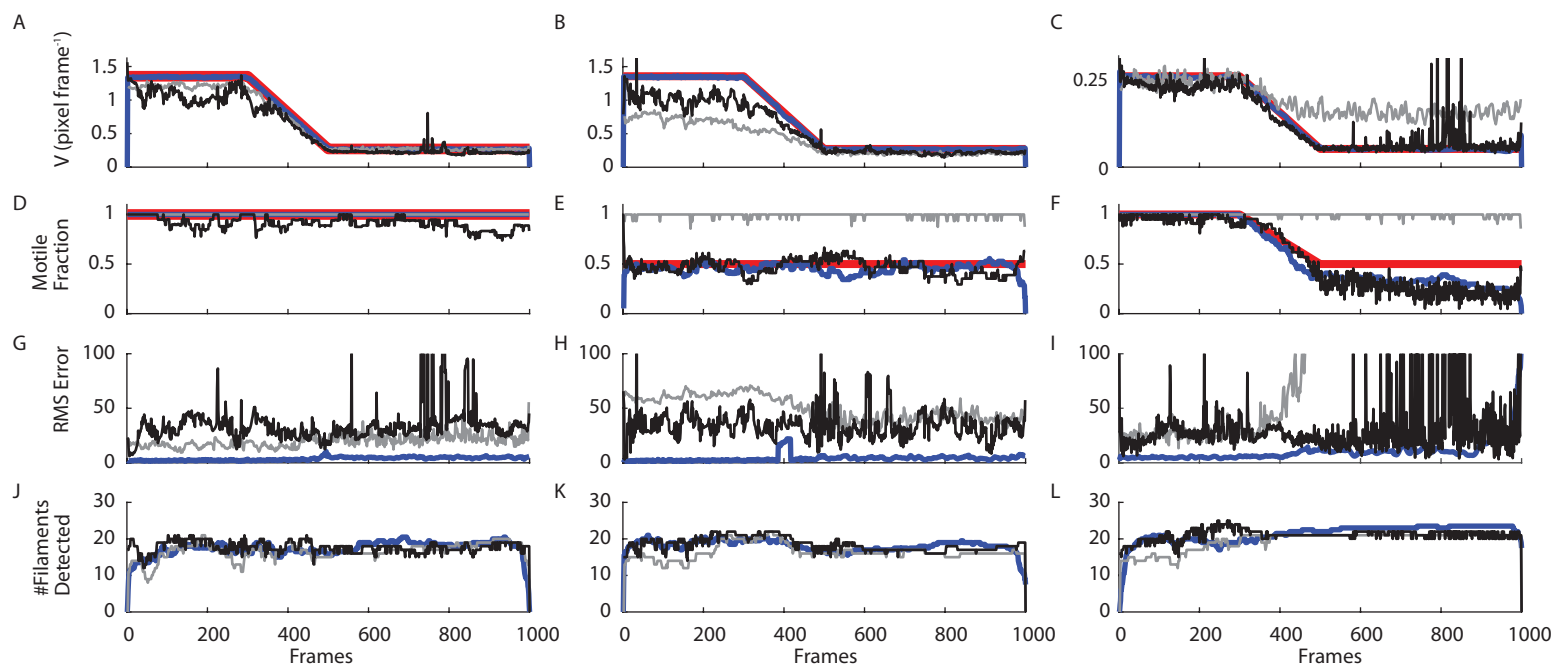 A
B
C
V (pixel frame⁻¹)
1.5
1
0.5
0
1.5
1
0.5
0
0.25
0
D
E
F
Motile
Fraction
1
0.5
0
1
0.5
0
1
0.5
0
G
H
I
RMS Error
100
50
0
100
50
0
100
50
0
J
K
L
#Filaments
Detected
30
20
10
0
30
20
10
0
30
20
10
0
0 200 400 600 800 1000
0 200 400 600 800 1000
0 200 400 600 800 1000
Frames
Frames
Frames